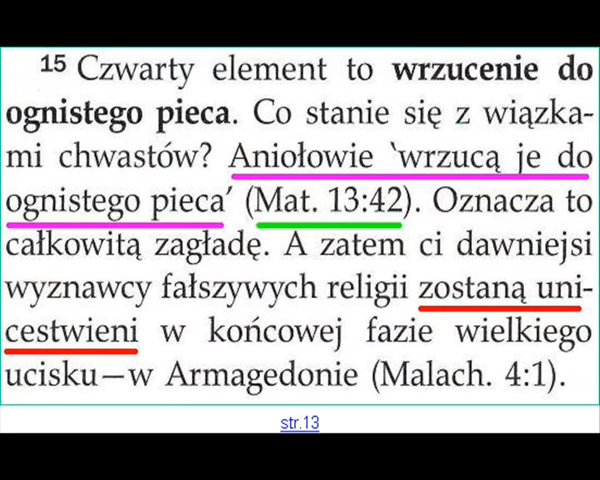 15 Czwarty element to wrzucenie do
ognistego pieca. Co stanie się z wiązka-
mi chwastów? Aniołowie ‘wrzucą je do
ognistego pieca’ (Mat. 13:42). Oznacza to
całkowitą zagładę. A zatem ci dawniejsi
wyznawcy fałszywych religii zostaną uni-
cestwieni w końcowej fazie wielkiego
ucisku—w Armagedonie (Malach. 4:1).
str.13